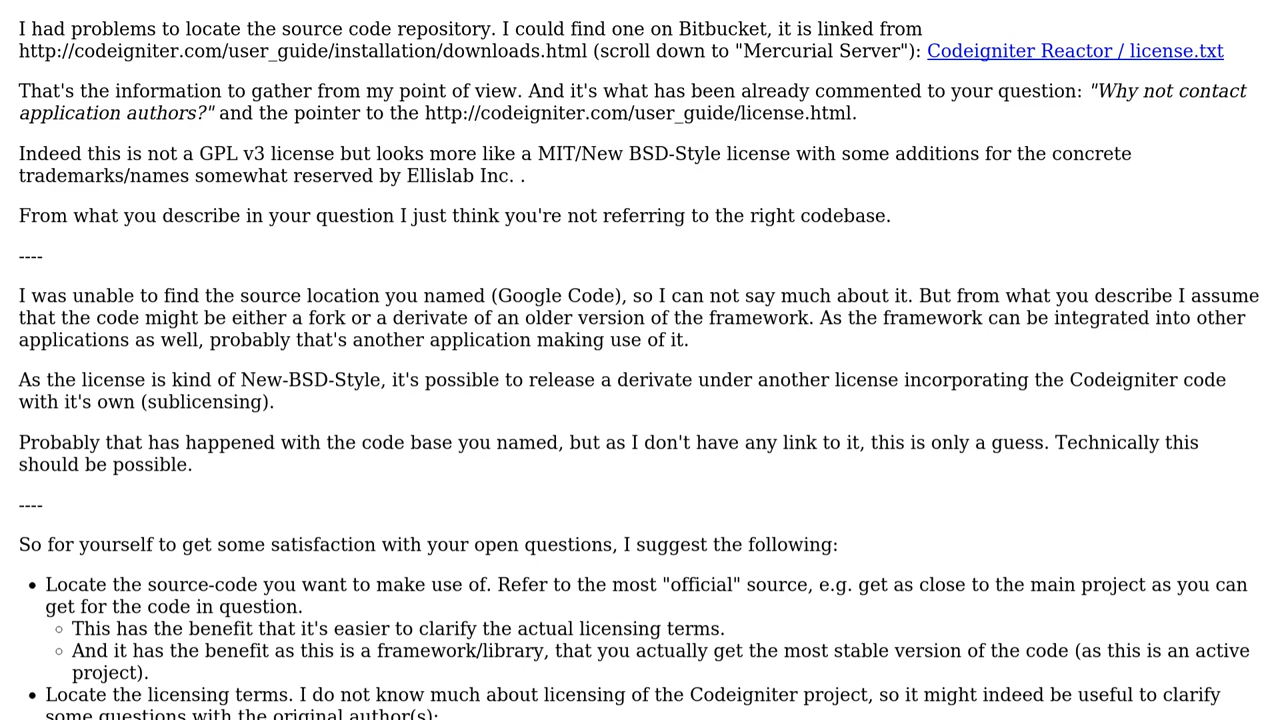 I had problems to locate the source code repository. I could find one on Bitbucket, it is linked from
http://codeigniter.com/user_guide/installation/downloads.html (scroll down to "Mercurial Server"): Codeigniter Reactor / license.txt
That's the information to gather from my point of view. And it's what has been already commented to your question: "Why not contact
application authors?" and the pointer to the http://codeigniter.com/user_guide/license.html.
Indeed this is not a GPL v3 license but looks more like a MIT/New BSD-Style license with some additions for the concrete
trademarks/names somewhat reserved by Ellislab Inc. .
From what you describe in your question I just think you're not referring to the right codebase.
----
I was unable to find the source location you named (Google Code), so I can not say much about it. But from what you describe I assume
that the code might be either a fork or a derivate of an older version of the framework. As the framework can be integrated into other
applications as well, probably that's another application making use of it.
As the license is kind of New-BSD-Style, it's possible to release a derivate under another license incorporating the Codeigniter code
with it's own (sublicensing).
Probably that has happened with the code base you named, but as I don't have any link to it, this is only a guess. Technically this
should be possible.
----
So for yourself to get some satisfaction with your open questions, I suggest the following:
• Locate the source-code you want to make use of. Refer to the most "official" source, e.g. get as close to the main project as you can
get for the code in question.
◦ This has the benefit that it's easier to clarify the actual licensing terms.
◦ And it has the benefit as this is a framework/library, that you actually get the most stable version of the code (as this is an active
project).
• Locate the licensing terms. I do not know much about licensing of the Codeigniter project, so it might indeed be useful to clarify
some questions with the original author(s):